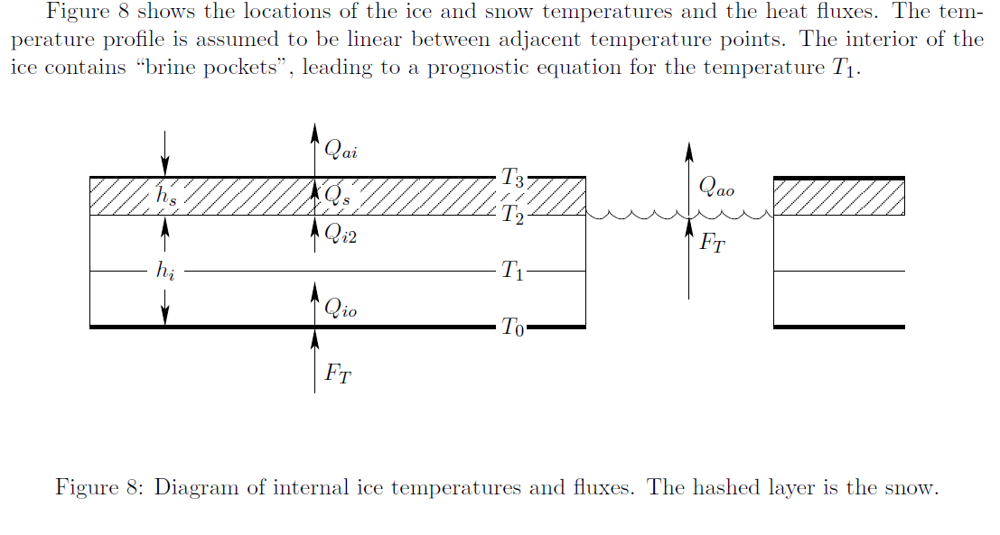 Figure 8 shows the locations of the ice and snow temperatures and the heat fluxes. The tem-
perature profile is assumed to be linear between adjacent temperature points. The interior of the
ice contains “brine pockets”, leading to a prognostic equation for the temperature T₁.
Qₐᵢ
T₃
hₛ
Qₛ
Qₐₒ
T₂
Qᵢ₂
F_T
hᵢ
T₁
Qᵢₒ
T₀
F_T
Figure 8: Diagram of internal ice temperatures and fluxes. The hashed layer is the snow.